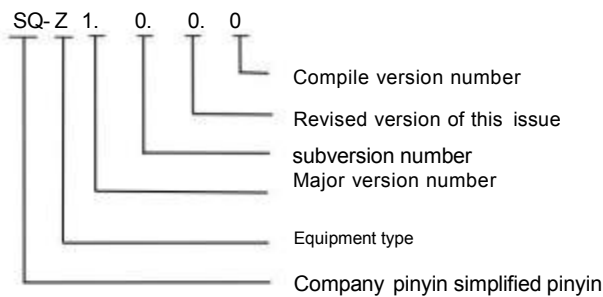 SQ- Z 1. 0. 0. 0
Compile version number
Revised version of this issue
subversion number
Major version number
Equipment type
Company pinyin simplified pinyin